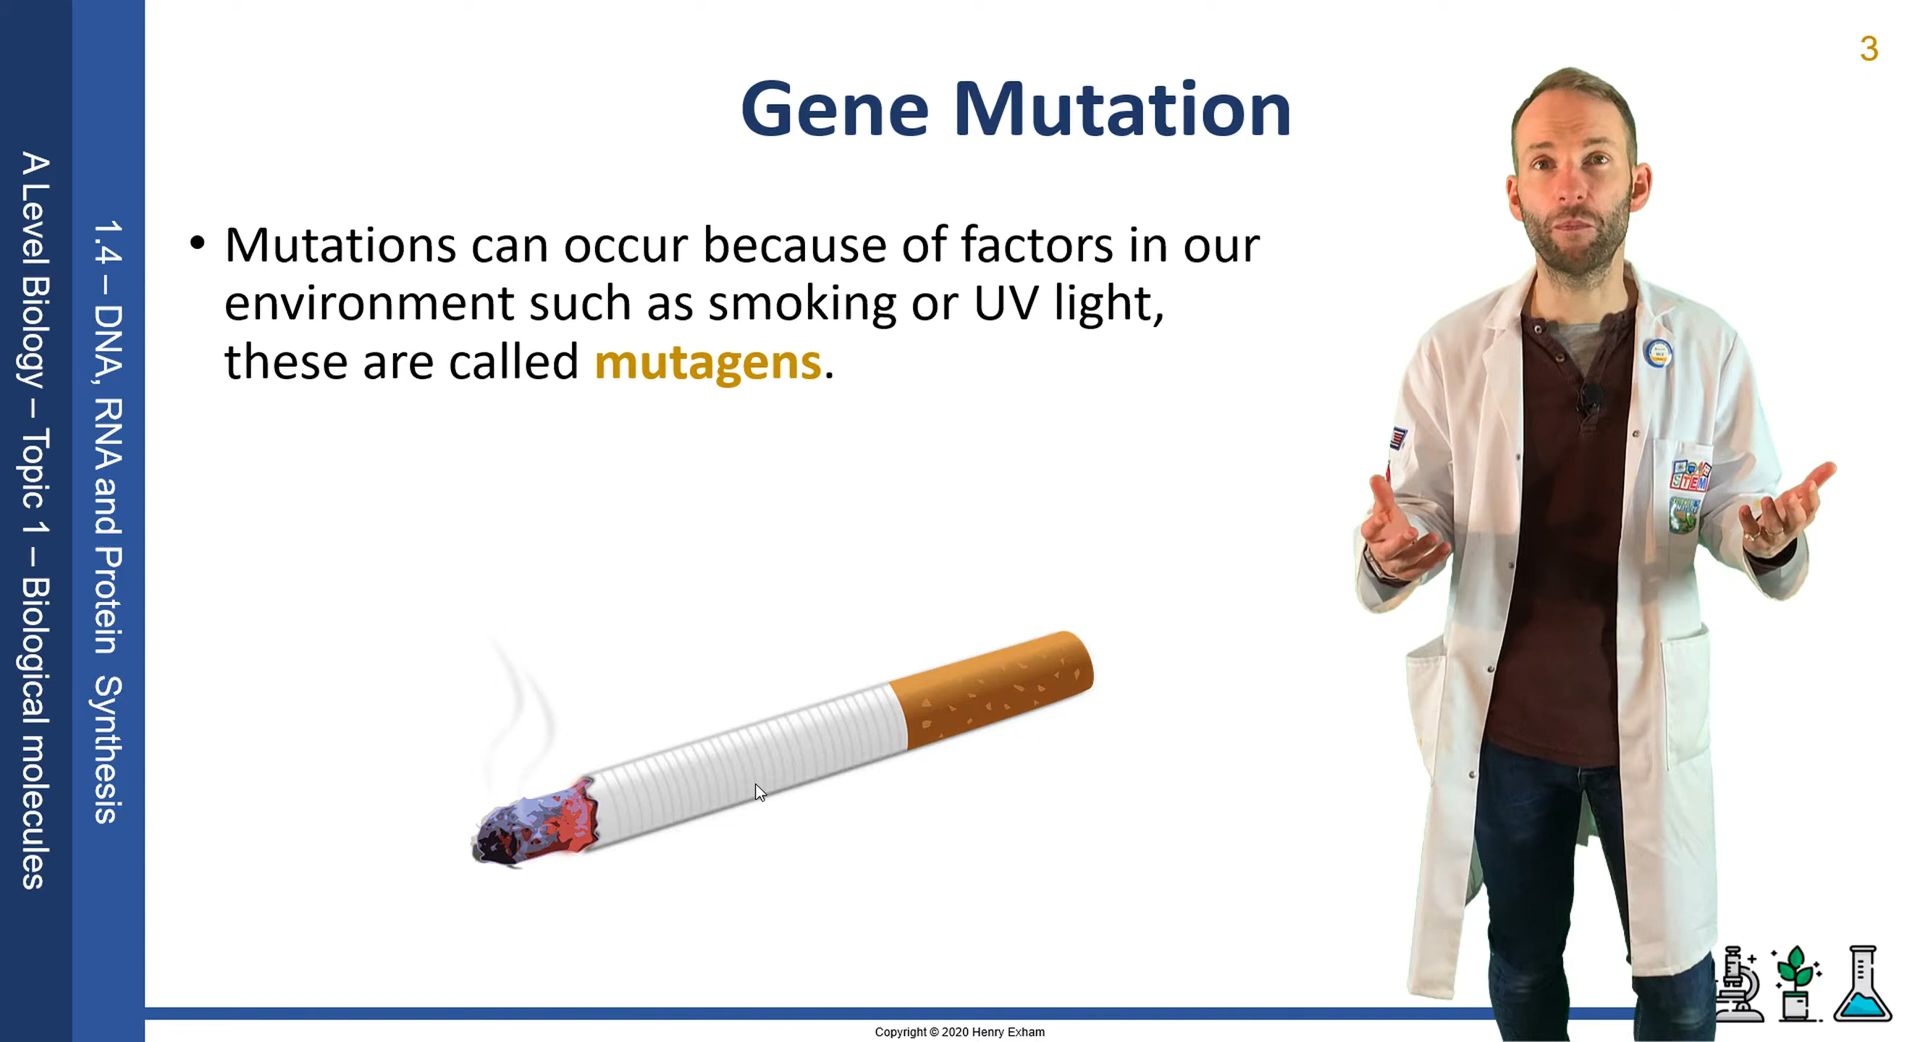 3
Gene Mutation
• Mutations can occur because of factors in our
environment such as smoking or UV light,
these are called mutagens.
A Level Biology – Topic 1 – Biological molecules
1.4 – DNA, RNA and Protein Synthesis
STEM
Copyright © 2020 Henry Exham